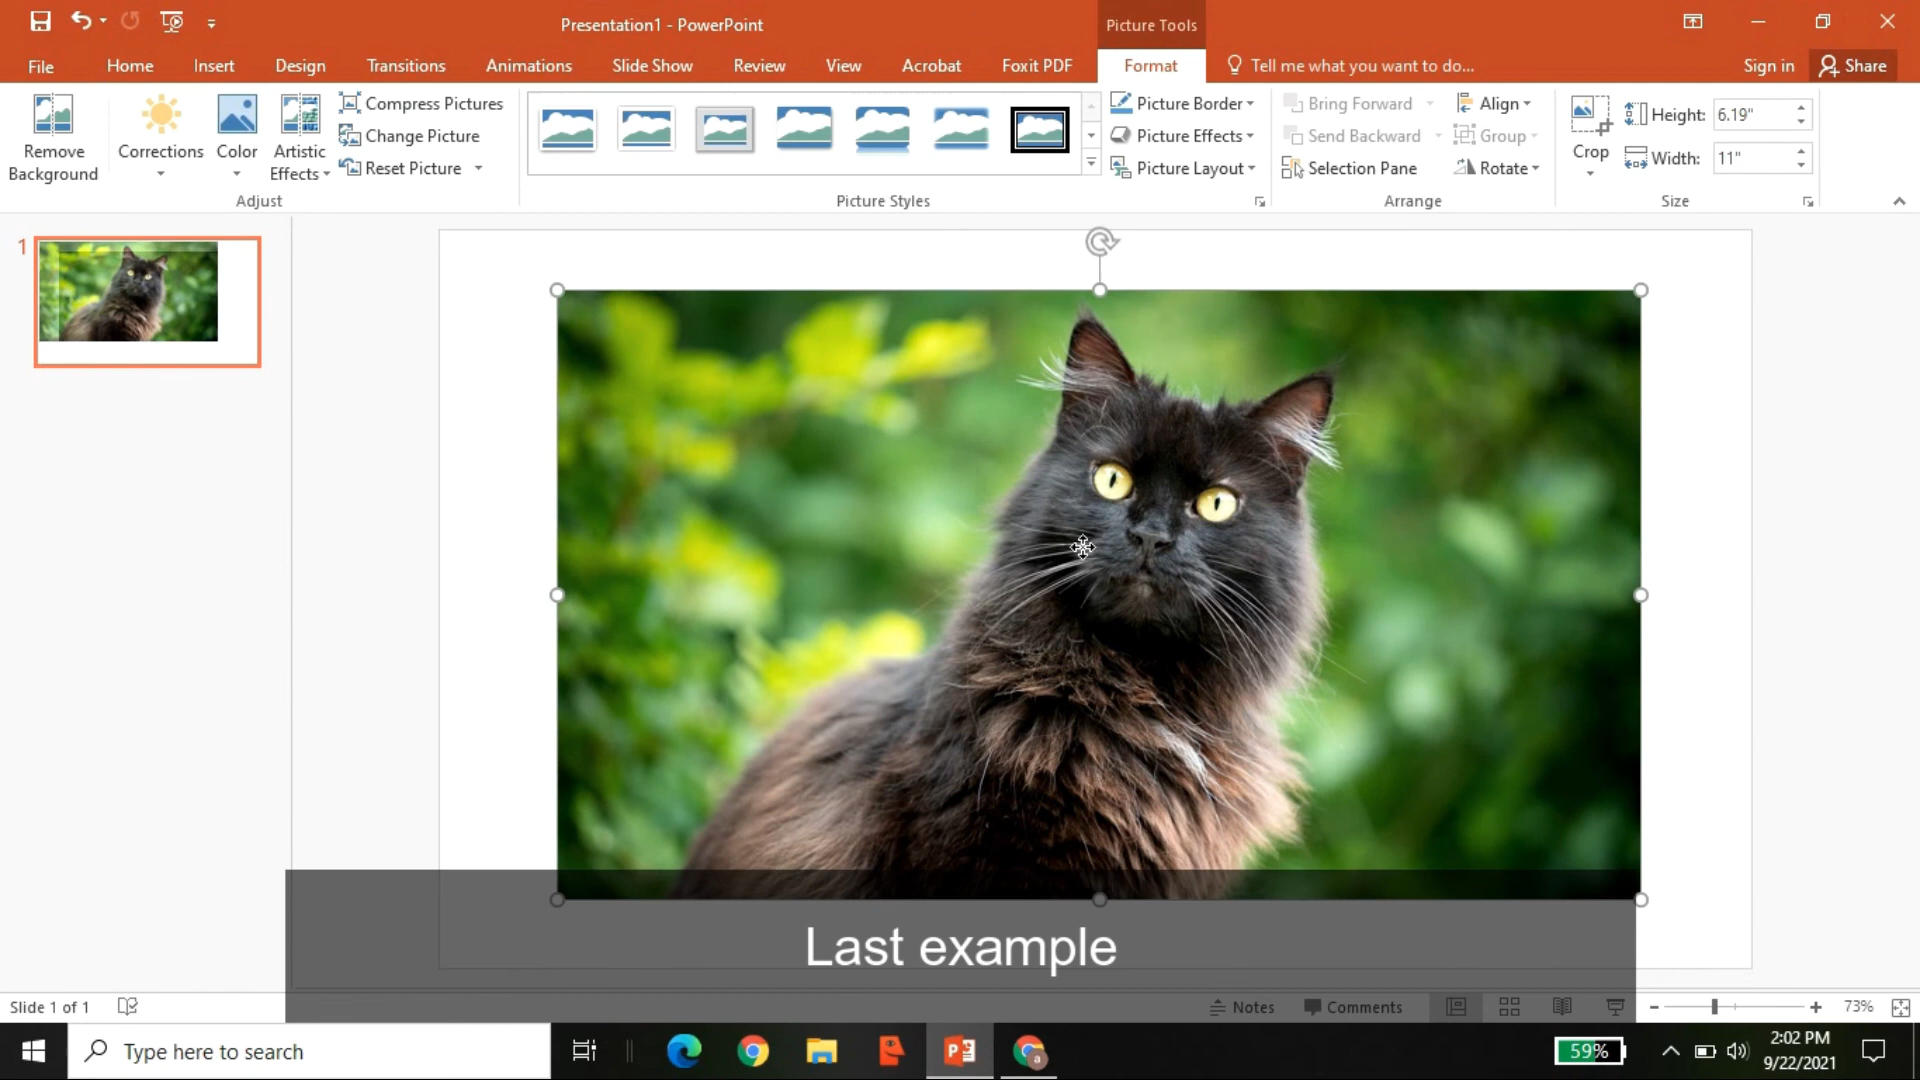 Presentation1 - PowerPoint
Picture Tools
File
Home
Insert
Design
Transitions
Animations
Slide Show
Review
View
Acrobat
Foxit PDF
Format
Tell me what you want to do...
Sign in
Share
Remove
Background
Corrections
Color
Artistic
Effects
Compress Pictures
Change Picture
Reset Picture
Adjust
Picture Styles
Picture Border
Picture Effects
Picture Layout
Bring Forward
Send Backward
Selection Pane
Align
Group
Rotate
Arrange
Crop
Height: 6.19"
Width: 11"
Size
1
Last example
Slide 1 of 1
Notes
Comments
73%
Type here to search
59%
2:02 PM
9/22/2021